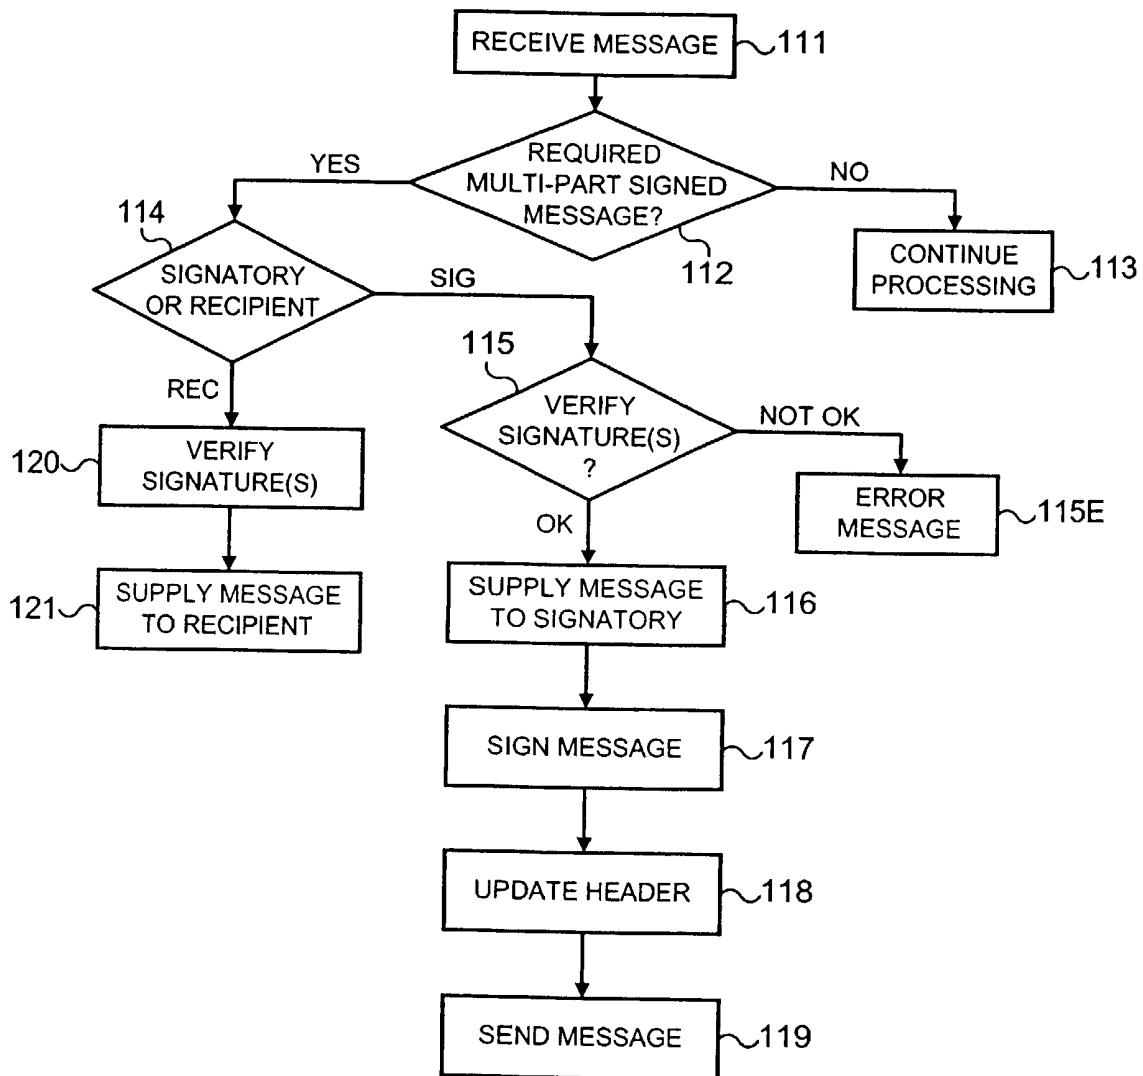 RECEIVE MESSAGE
111
REQUIRED
MULTI-PART SIGNED
MESSAGE?
112
YES
NO
CONTINUE
PROCESSING
113
114
SIGNATORY
OR RECIPIENT
SIG
REC
115
VERIFY
SIGNATURE(S)
?
NOT OK
OK
ERROR
MESSAGE
115E
120
VERIFY
SIGNATURE(S)
121
SUPPLY MESSAGE
TO RECIPIENT
SUPPLY MESSAGE
TO SIGNATORY
116
SIGN MESSAGE
117
UPDATE HEADER
118
SEND MESSAGE
119